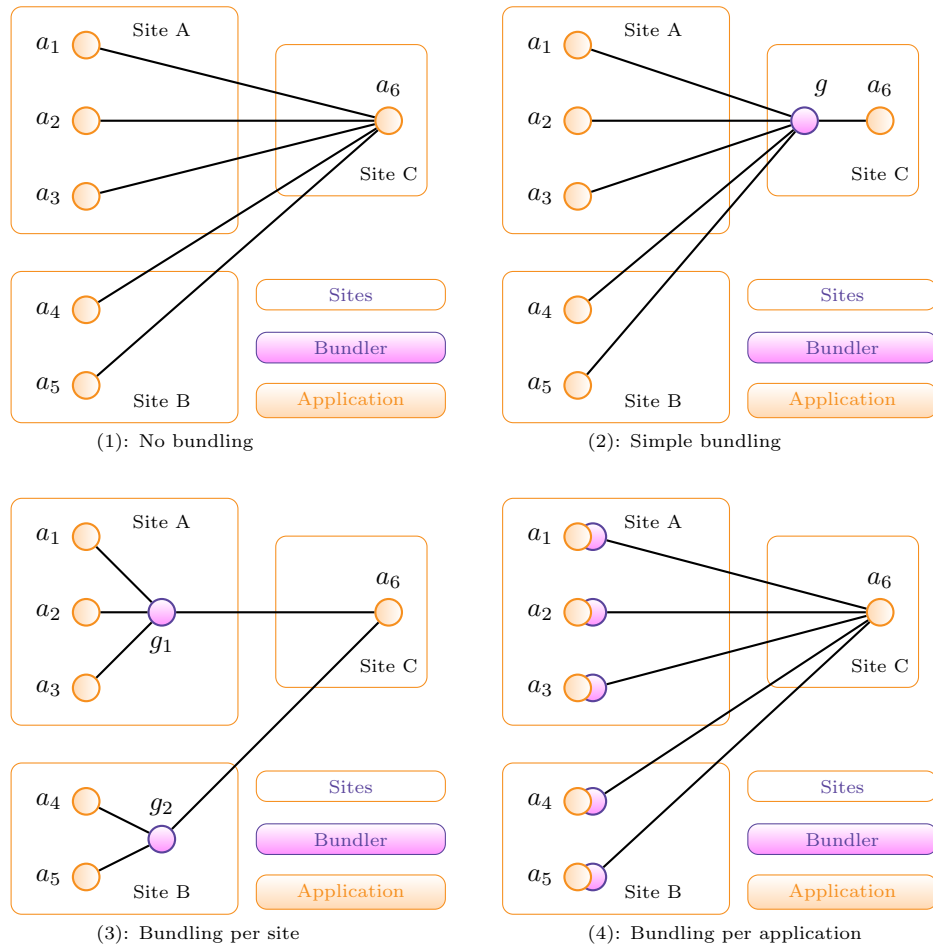 Site A
a1
a2
a3
a6
Site C
a4
a5
Site B
Sites
Bundler
Application
(1): No bundling
Site A
a1
a2
a3
g
a6
Site C
a4
a5
Site B
Sites
Bundler
Application
(2): Simple bundling
Site A
a1
a2
a3
g1
a6
Site C
a4
g2
a5
Site B
Sites
Bundler
Application
(3): Bundling per site
Site A
a1
a2
a3
a6
Site C
a4
a5
Site B
Sites
Bundler
Application
(4): Bundling per application